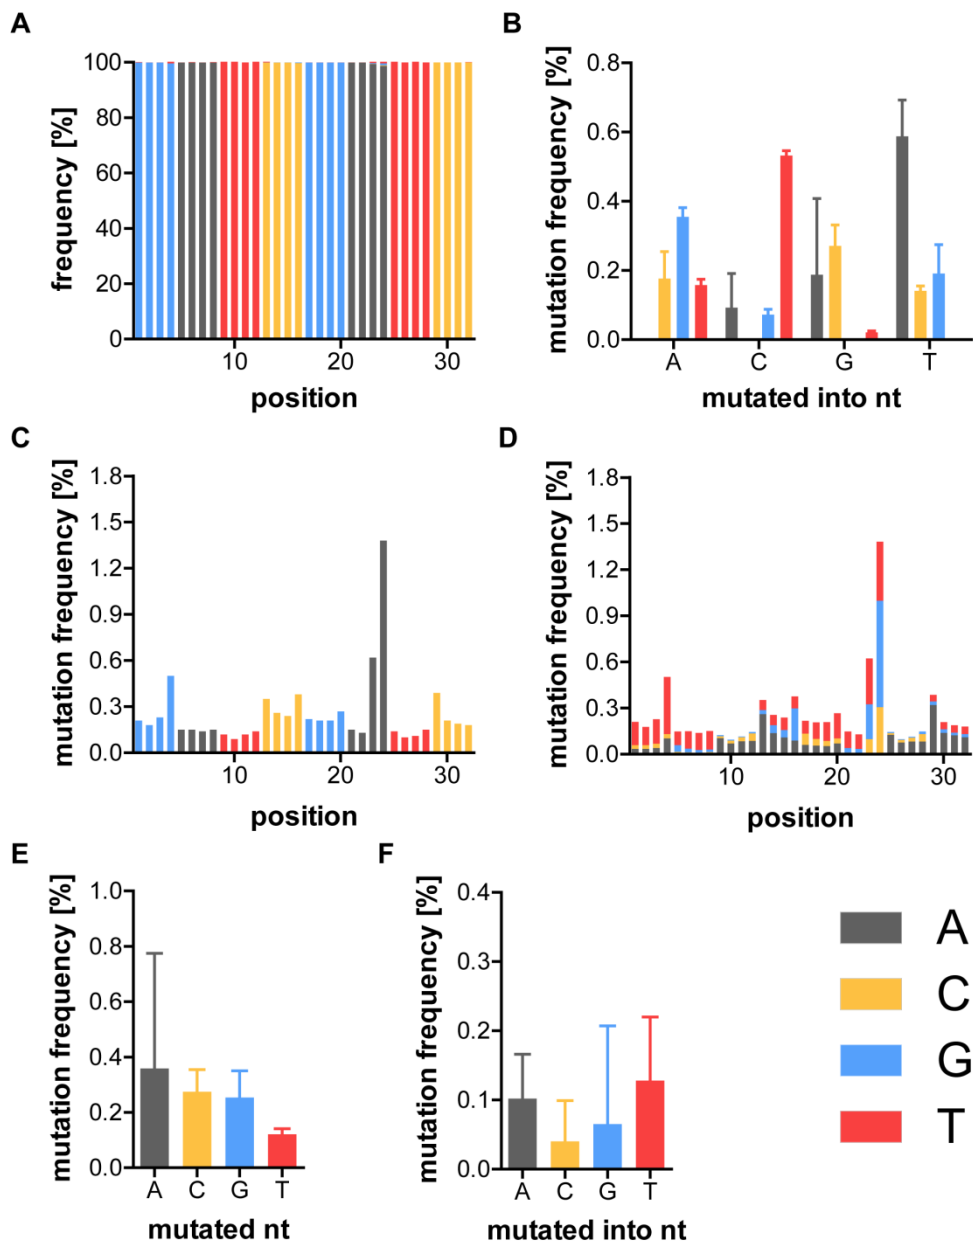 A
frequency [%]
100
80
60
40
20
0
10
20
30
position
B
mutation frequency [%]
0.8
0.6
0.4
0.2
0.0
A
C
G
T
mutated into nt
C
mutation frequency [%]
1.8
1.5
1.2
0.9
0.6
0.3
0.0
10
20
30
position
D
mutation frequency [%]
1.8
1.5
1.2
0.9
0.6
0.3
0.0
10
20
30
position
E
mutation frequency [%]
1.0
0.8
0.6
0.4
0.2
0.0
A
C
G
T
mutated nt
F
mutation frequency [%]
0.4
0.3
0.2
0.1
0.0
A
C
G
T
mutated into nt
A
C
G
T